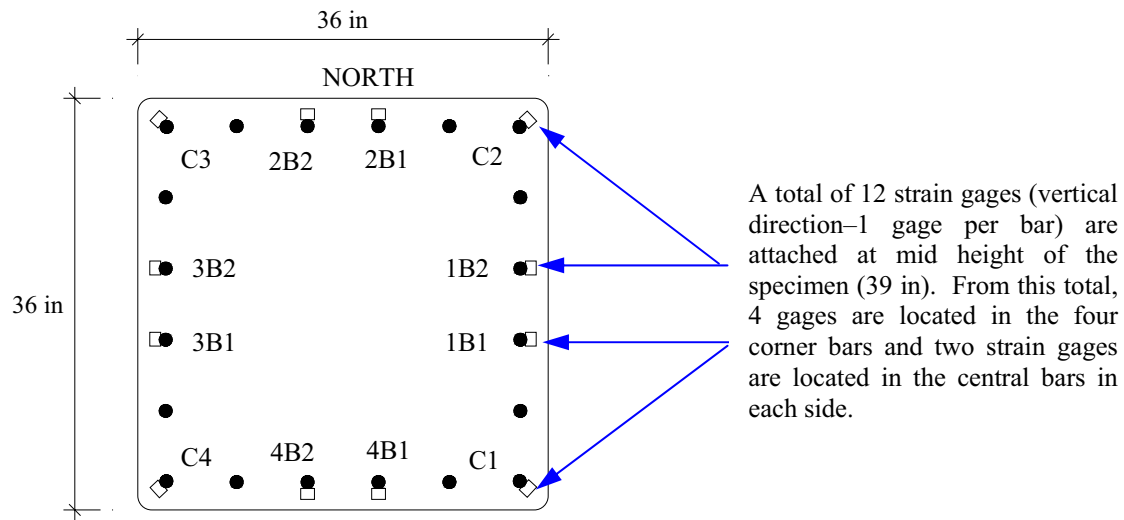 36 in
NORTH
C3
2B2
2B1
C2
3B2
1B2
36 in
3B1
1B1
C4
4B2
4B1
C1
A total of 12 strain gages (vertical
direction–1 gage per bar) are
attached at mid height of the
specimen (39 in). From this total,
4 gages are located in the four
corner bars and two strain gages
are located in the central bars in
each side.